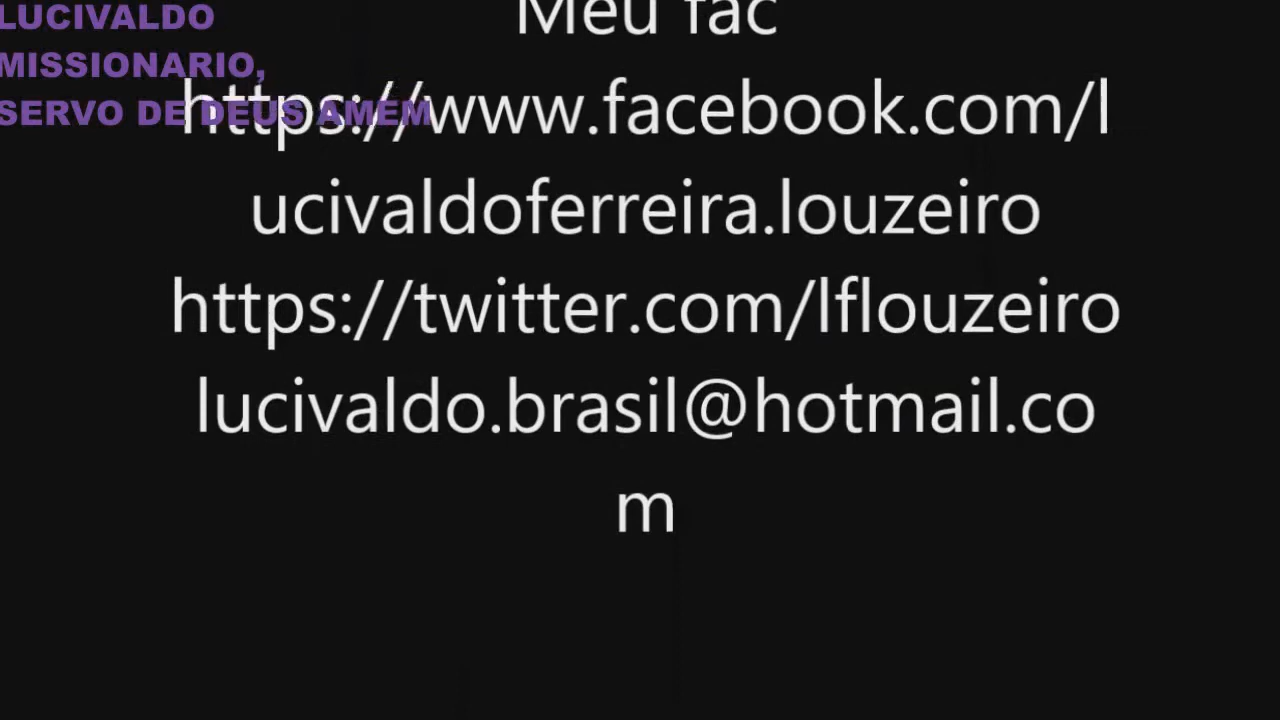 LUCIVALDO
MISSIONARIO,
SERVO DE DEUS AMEM
Meu fac
https://www.facebook.com/l
ucivaldoferreira.louzeiro
https://twitter.com/lflouzeiro
lucivaldo.brasil@hotmail.co
m